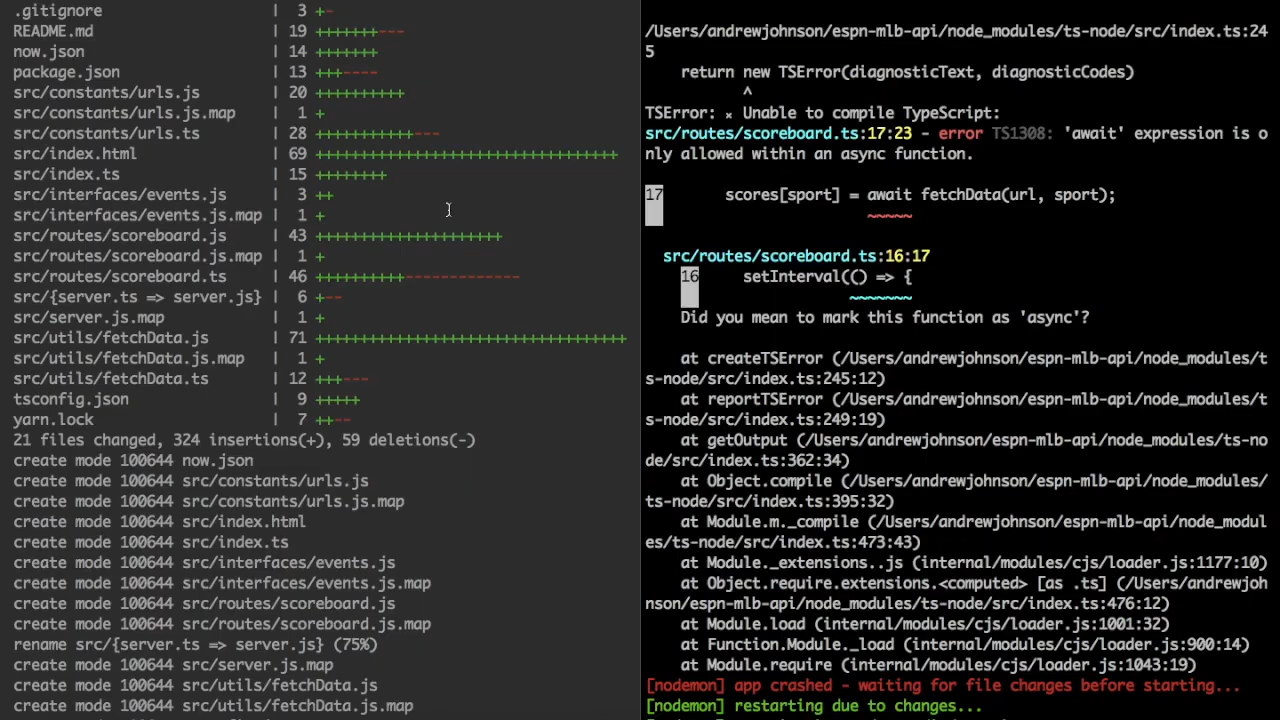 .gitignore | 3 +-
README.md | 19 +++++++---
now.json | 14 +++++++
package.json | 13 +++----
src/constants/urls.js | 20 ++++++++++
src/constants/urls.js.map | 1 +
src/constants/urls.ts | 28 +++++++++++---
src/index.html | 69 ++++++++++++++++++++++++++++++++++
src/index.ts | 15 ++++++++
src/interfaces/events.js | 3 ++
src/interfaces/events.js.map | 1 +
src/routes/scoreboard.js | 43 +++++++++++++++++++++
src/routes/scoreboard.js.map | 1 +
src/routes/scoreboard.ts | 46 ++++++++++-------------
src/{server.ts => server.js} | 6 +--
src/server.js.map | 1 +
src/utils/fetchData.js | 71 ++++++++++++++++++++++++++++++++++++
src/utils/fetchData.js.map | 1 +
src/utils/fetchData.ts | 12 +++---
tsconfig.json | 9 +++++
yarn.lock | 7 ++--
21 files changed, 324 insertions(+), 59 deletions(-)
create mode 100644 now.json
create mode 100644 src/constants/urls.js
create mode 100644 src/constants/urls.js.map
create mode 100644 src/index.html
create mode 100644 src/index.ts
create mode 100644 src/interfaces/events.js
create mode 100644 src/interfaces/events.js.map
create mode 100644 src/routes/scoreboard.js
create mode 100644 src/routes/scoreboard.js.map
rename src/{server.ts => server.js} (75%)
create mode 100644 src/server.js.map
create mode 100644 src/utils/fetchData.js
create mode 100644 src/utils/fetchData.js.map
/Users/andrewjohnson/espn-mlb-api/node_modules/ts-node/src/index.ts:24
5
return new TSError(diagnosticText, diagnosticCodes)
^
TSError: ⨯ Unable to compile TypeScript:
src/routes/scoreboard.ts:17:23 - error TS1308: 'await' expression is o
nly allowed within an async function.
17 scores[sport] = await fetchData(url, sport);
~~~~~
src/routes/scoreboard.ts:16:17
16 setInterval(() => {
~~~~~~~
Did you mean to mark this function as 'async'?
at createTSError (/Users/andrewjohnson/espn-mlb-api/node_modules/t
s-node/src/index.ts:245:12)
at reportTSError (/Users/andrewjohnson/espn-mlb-api/node_modules/t
s-node/src/index.ts:249:19)
at getOutput (/Users/andrewjohnson/espn-mlb-api/node_modules/ts-no
de/src/index.ts:362:34)
at Object.compile (/Users/andrewjohnson/espn-mlb-api/node_modules/
ts-node/src/index.ts:395:32)
at Module.m._compile (/Users/andrewjohnson/espn-mlb-api/node_modul
es/ts-node/src/index.ts:473:43)
at Module._extensions..js (internal/modules/cjs/loader.js:1177:10)
at Object.require.extensions.<computed> [as .ts] (/Users/andrewjoh
nson/espn-mlb-api/node_modules/ts-node/src/index.ts:476:12)
at Module.load (internal/modules/cjs/loader.js:1001:32)
at Function.Module._load (internal/modules/cjs/loader.js:900:14)
at Module.require (internal/modules/cjs/loader.js:1043:19)
[nodemon] app crashed - waiting for file changes before starting...
[nodemon] restarting due to changes...